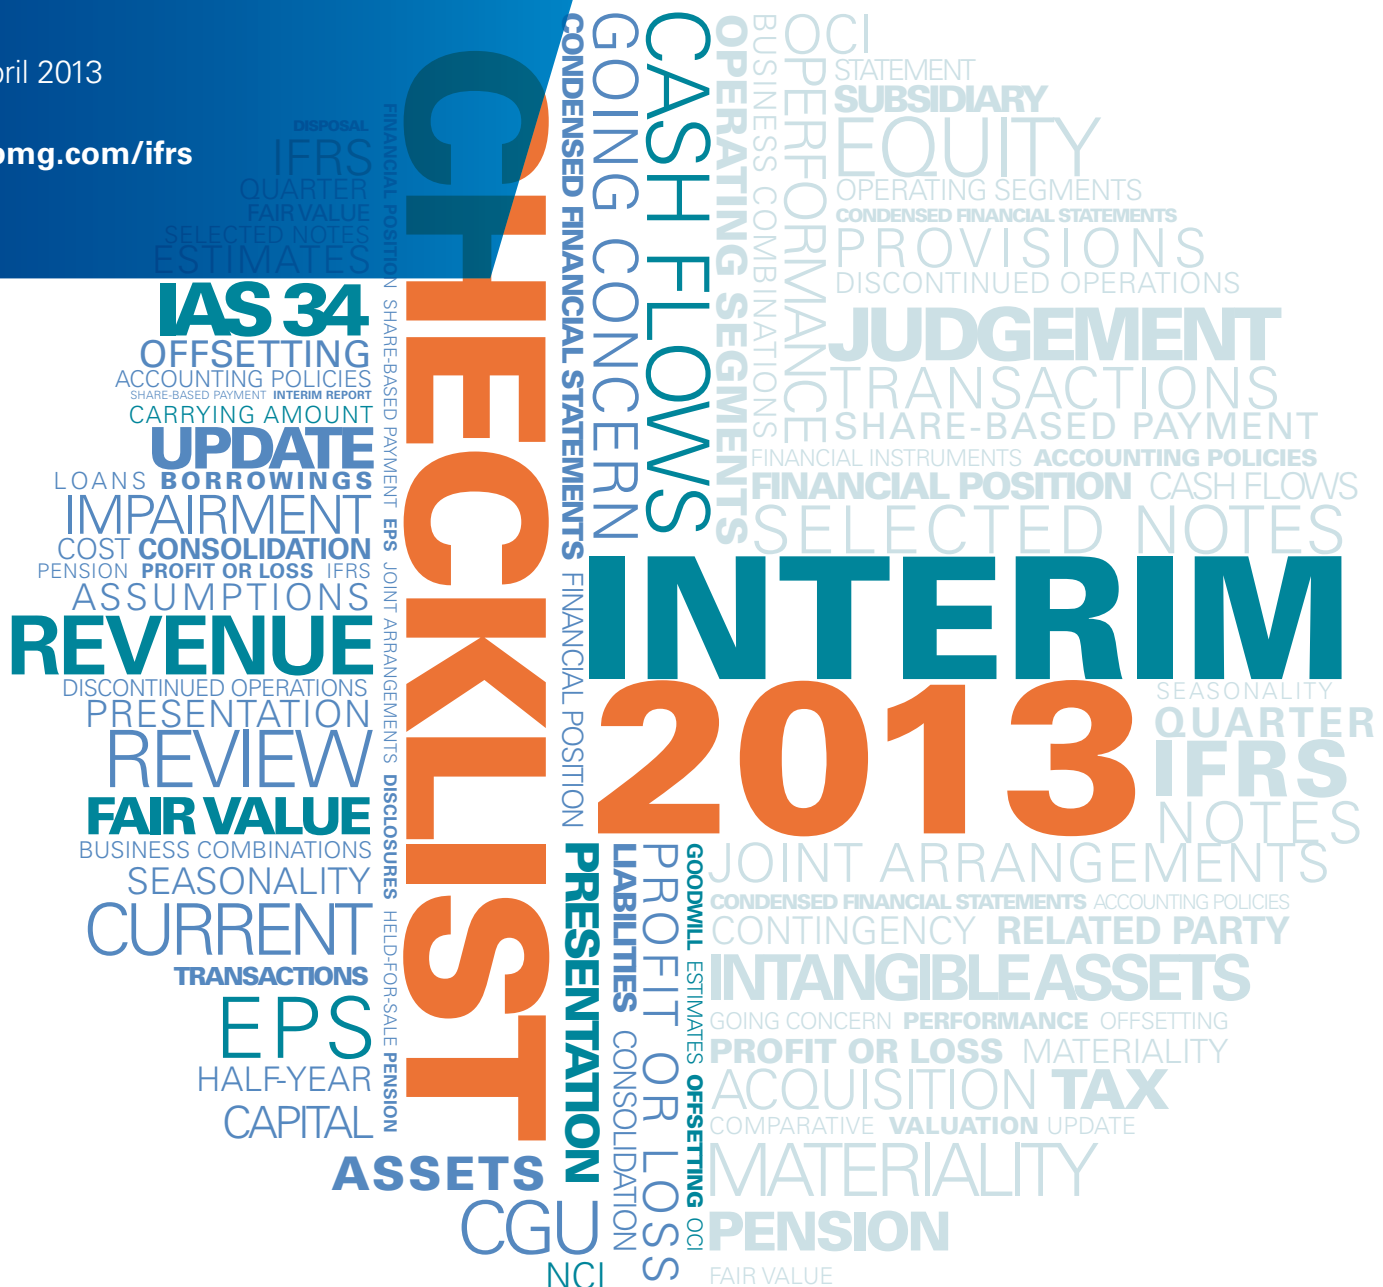 pril 2013
omg.com/ifrs
DISPOSAL
IFRS
QUARTER
FAIR VALUE
SELECTED NOTES
ESTIMATES
IAS 34
OFFSETTING
ACCOUNTING POLICIES
SHARE-BASED PAYMENT INTERIM REPORT
CARRYING AMOUNT
UPDATE
LOANS BORROWINGS
IMPAIRMENT
COST CONSOLIDATION
PENSION PROFIT OR LOSS IFRS
ASSUMPTIONS
REVENUE
DISCONTINUED OPERATIONS
PRESENTATION
REVIEW
FAIR VALUE
BUSINESS COMBINATIONS
SEASONALITY
CURRENT
TRANSACTIONS
EPS
HALF-YEAR
CAPITAL
ASSETS
CGU
NCI
FINANCIAL POSITION SHARE-BASED PAYMENT EPS JOINT ARRANGEMENTS DISCLOSURES HELD-FOR-SALE PENSION
CHECKLIST
CONDENSED FINANCIAL STATEMENTS FINANCIAL POSITION
GOING CONCERN
CASH FLOWS
OPERATING SEGMENTS
BUSINESS COMBINATIONS
PERFORMANCE
OCI
STATEMENT
SUBSIDIARY
EQUITY
OPERATING SEGMENTS
CONDENSED FINANCIAL STATEMENTS
PROVISIONS
DISCONTINUED OPERATIONS
JUDGEMENT
TRANSACTIONS
SHARE-BASED PAYMENT
FINANCIAL INSTRUMENTS ACCOUNTING POLICIES
FINANCIAL POSITION CASH FLOWS
SELECTED NOTES
INTERIM
2013
SEASONALITY
QUARTER
IFRS
NOTES
PRESENTATION
LIABILITIES CONSOLIDATION
PROFIT OR LOSS
GOODWILL ESTIMATES OFFSETTING OCI
JOINT ARRANGEMENTS
CONDENSED FINANCIAL STATEMENTS ACCOUNTING POLICIES
CONTINGENCY RELATED PARTY
INTANGIBLE ASSETS
GOING CONCERN PERFORMANCE OFFSETTING
PROFIT OR LOSS MATERIALITY
ACQUISITION TAX
COMPARATIVE VALUATION UPDATE
MATERIALITY
PENSION
FAIR VALUE